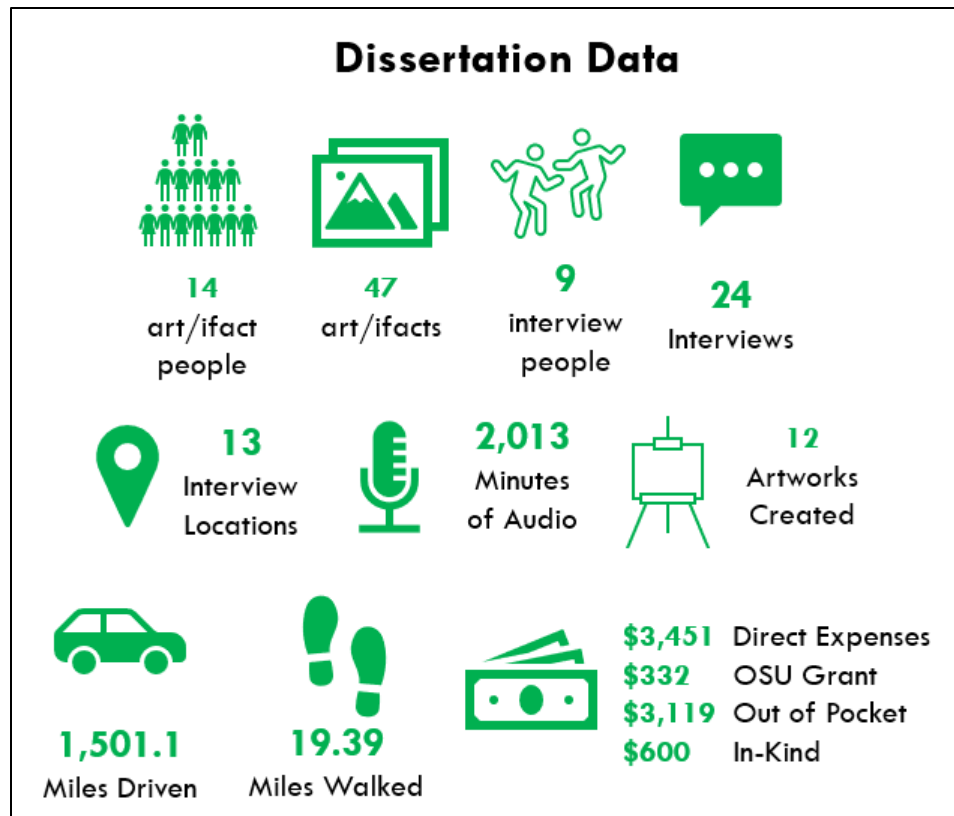 Dissertation Data
14
art/ifact
people
47
art/ifacts
9
interview
people
24
Interviews
13
Interview
Locations
2,013
Minutes
of Audio
12
Artworks
Created
1,501.1
Miles Driven
19.39
Miles Walked
$3,451 Direct Expenses
$332 OSU Grant
$3,119 Out of Pocket
$600 In-Kind